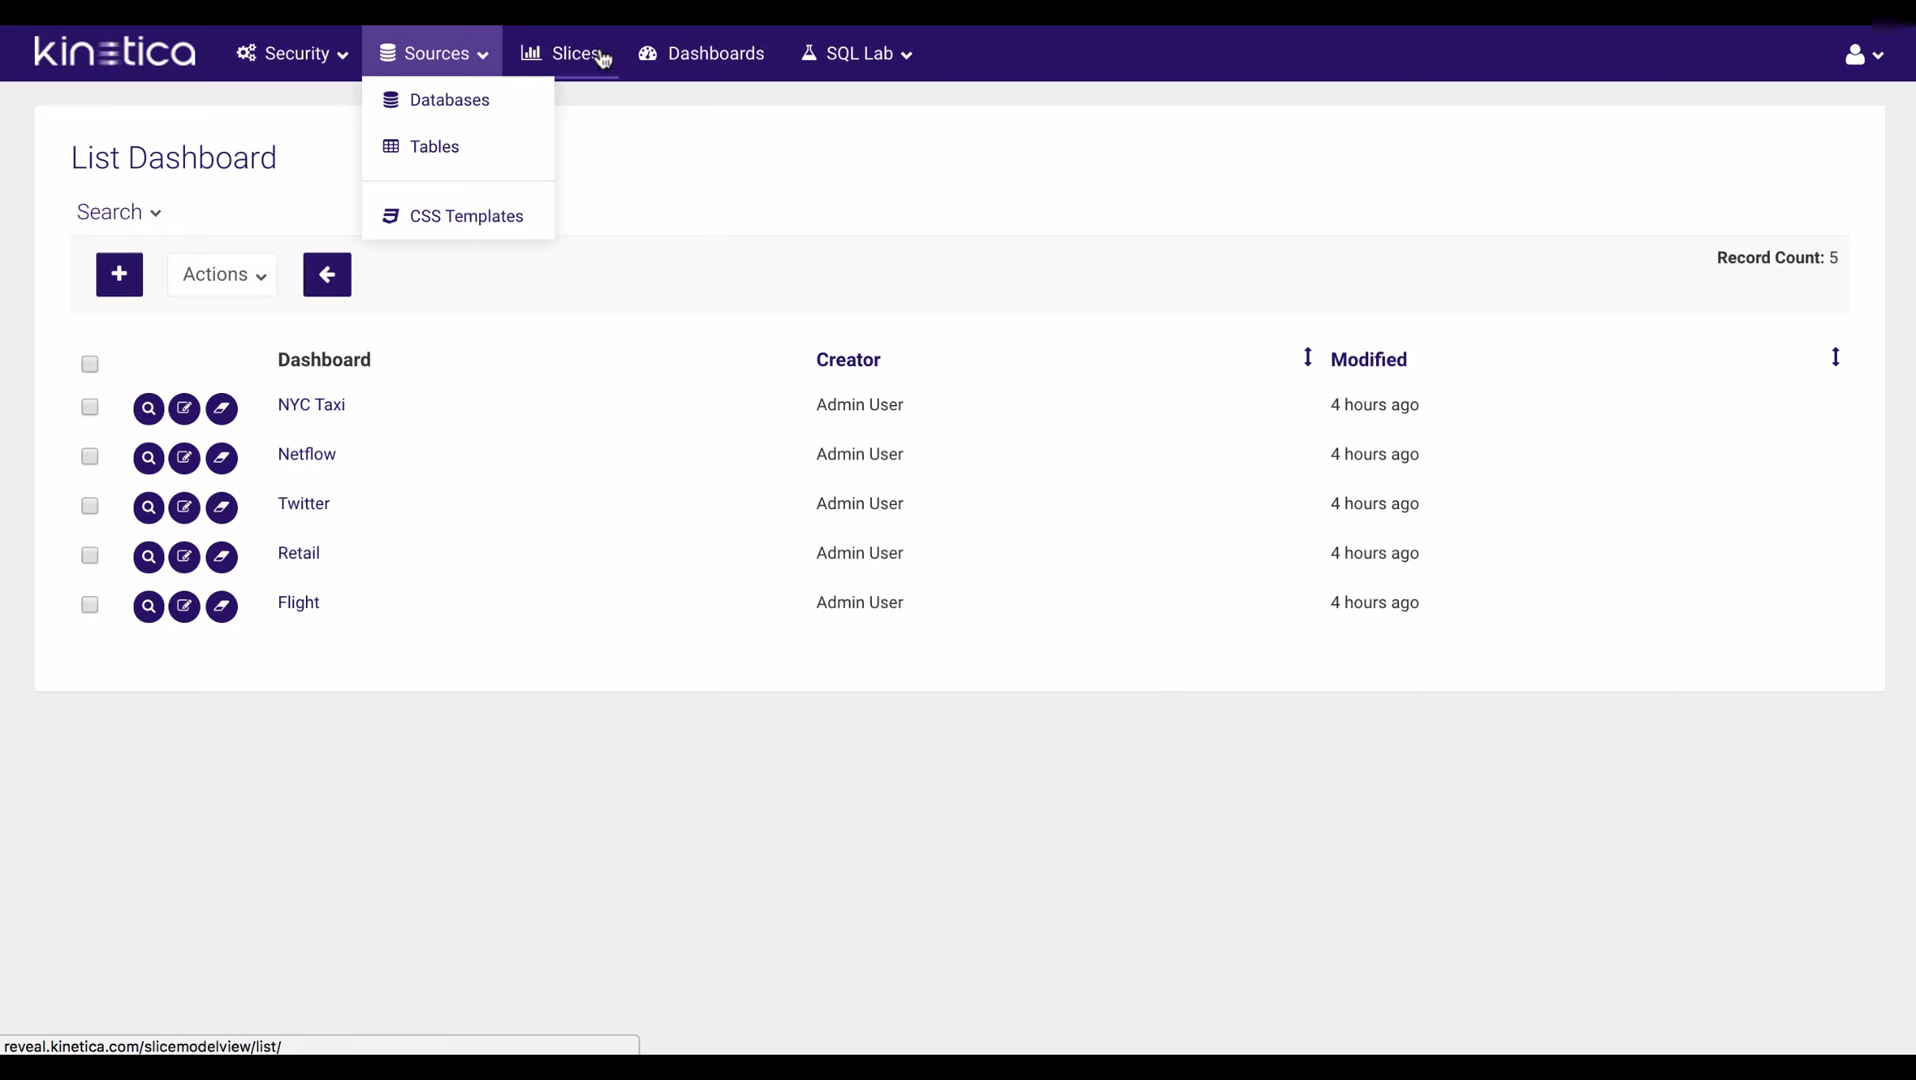 kinetica Security Sources Slices Dashboards SQL Lab
Databases
Tables
CSS Templates
List Dashboard
Search
Actions
Record Count: 5
Dashboard Creator Modified
NYC Taxi Admin User 4 hours ago
Netflow Admin User 4 hours ago
Twitter Admin User 4 hours ago
Retail Admin User 4 hours ago
Flight Admin User 4 hours ago
reveal.kinetica.com/slicemodelview/list/